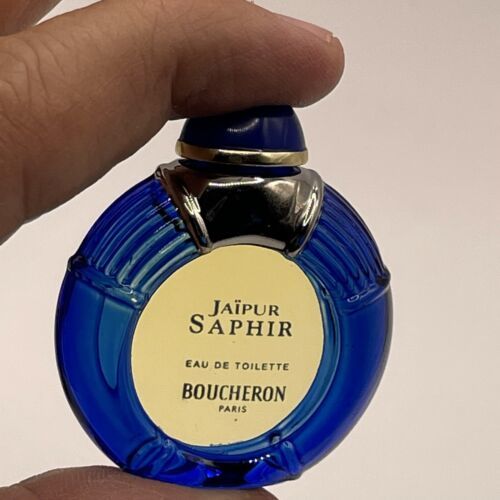 JAÏPUR
SAPHIR
EAU DE TOILETTE
BOUCHERON
PARIS